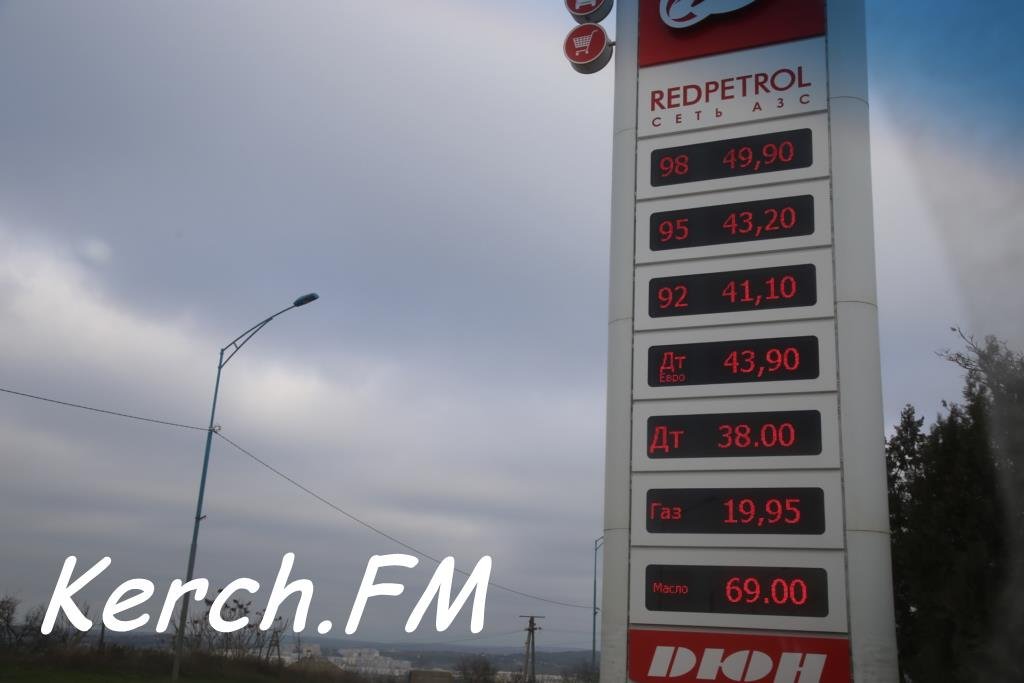 REDPETROL
СЕТЬ АЗС
98 49,90
95 43,20
92 41,10
Дт 43,90
Евро
Дт 38.00
Газ 19,95
Масло 69.00
ДЮН
Kerch.FM